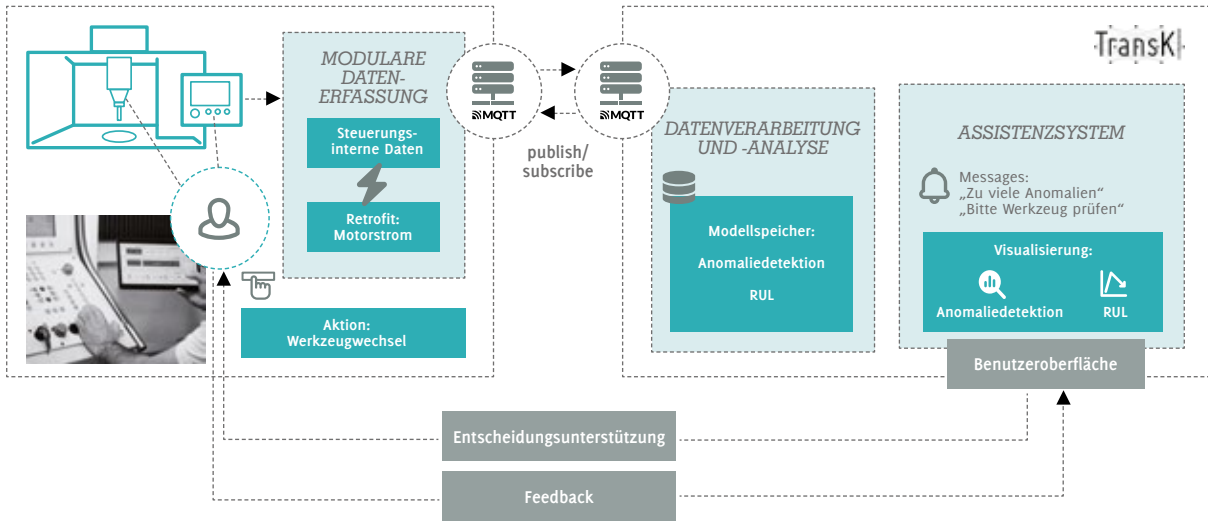 MODULARE
DATEN-
ERFASSUNG
Steuerungs-
interne Daten
Retrofit:
Motorstrom
Aktion:
Werkzeugwechsel
MQTT
MQTT
publish/
subscribe
TransKI
DATENVERARBEITUNG
UND -ANALYSE
Modellspeicher:
Anomaliedetektion
RUL
ASSISTENZSYSTEM
Messages:
„Zu viele Anomalien“
„Bitte Werkzeug prüfen“
Visualisierung:
Anomaliedetektion
RUL
Benutzeroberfläche
Entscheidungsunterstützung
Feedback